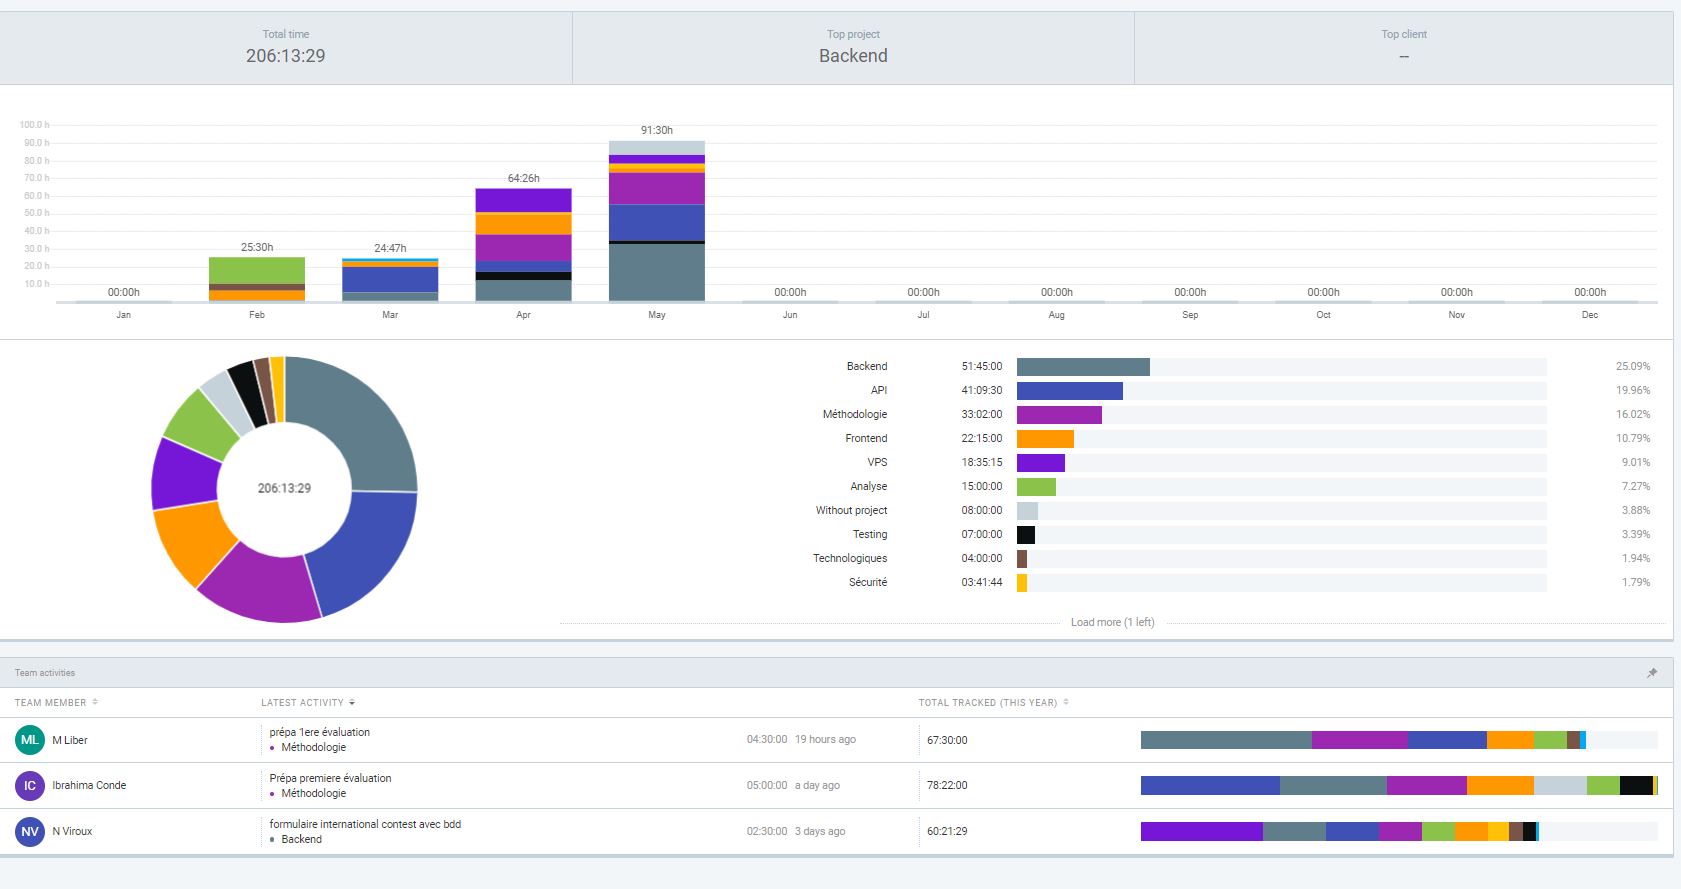 Total time
206:13:29
Top project
Backend
Top client
--
100.0 h
90.0 h
80.0 h
70.0 h
60.0 h
50.0 h
40.0 h
30.0 h
20.0 h
10.0 h
00:00h
25:30h
24:47h
64:26h
91:30h
00:00h
00:00h
00:00h
00:00h
00:00h
00:00h
00:00h
Jan
Feb
Mar
Apr
May
Jun
Jul
Aug
Sep
Oct
Nov
Dec
206:13:29
Backend 51:45:00 25.09%
API 41:09:30 19.96%
Méthodologie 33:02:00 16.02%
Frontend 22:15:00 10.79%
VPS 18:35:15 9.01%
Analyse 15:00:00 7.27%
Without project 08:00:00 3.88%
Testing 07:00:00 3.39%
Technologiques 04:00:00 1.94%
Sécurité 03:41:44 1.79%
Load more (1 left)
Team activities
TEAM MEMBER LATEST ACTIVITY TOTAL TRACKED (THIS YEAR)
ML M Liber
prépa 1ere évaluation
Méthodologie
04:30:00 19 hours ago
67:30:00
IC Ibrahima Conde
Prépa premiere évaluation
Méthodologie
05:00:00 a day ago
78:22:00
NV N Viroux
formulaire international contest avec bdd
Backend
02:30:00 3 days ago
60:21:29